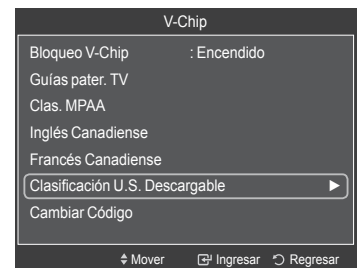 V-Chip
Bloqueo V-Chip : Encendido
Guías pater. TV
Clas. MPAA
Inglés Canadiense
Francés Canadiense
Clasificación U.S. Descargable
Cambiar Código
Mover Ingresar Regresar